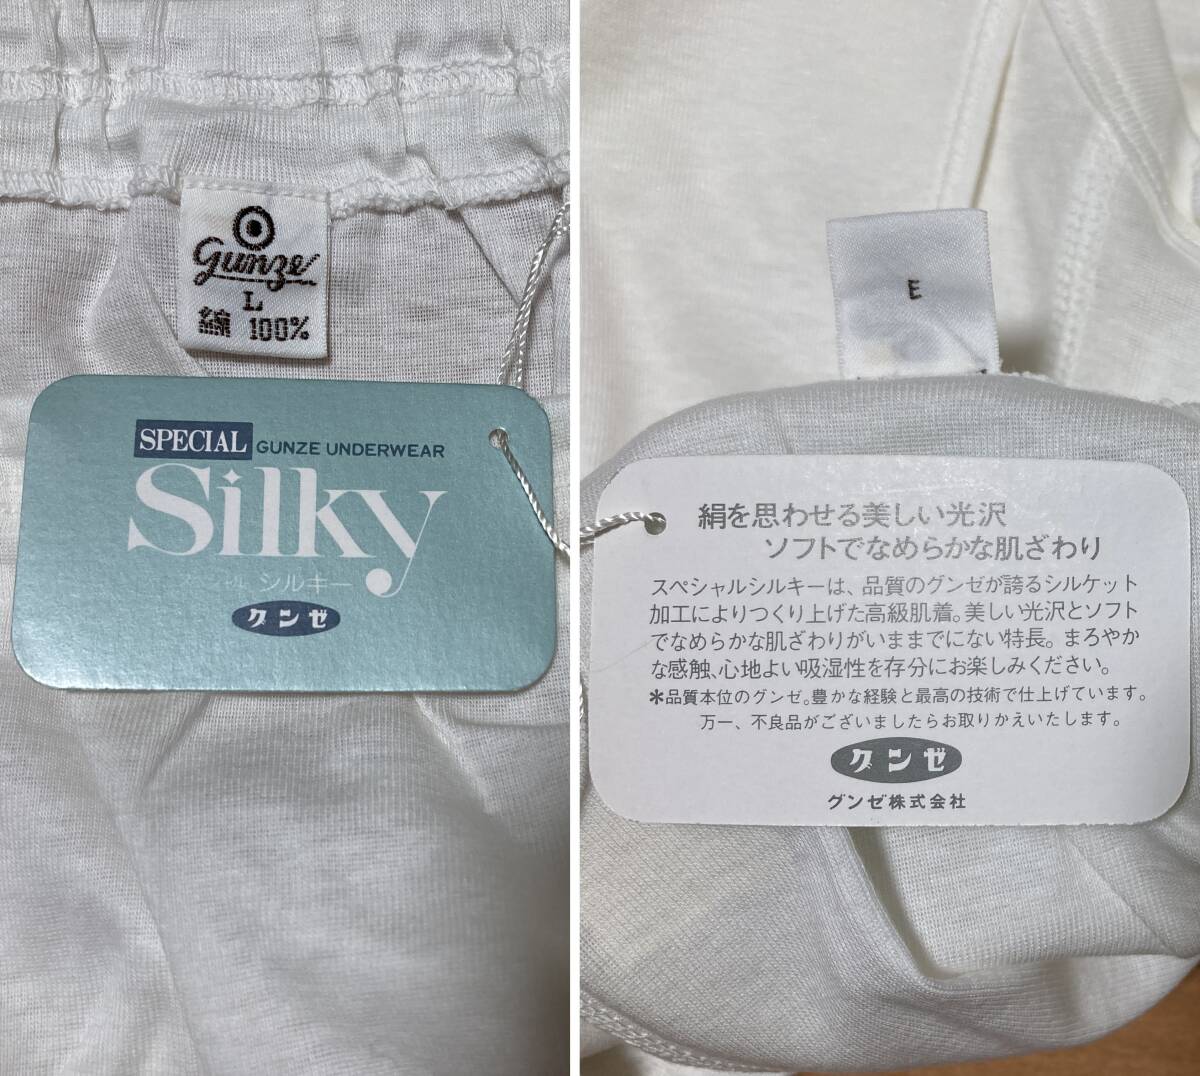 Gunze
L
綿 100%
SPECIAL GUNZE UNDERWEAR
Silky
スペシャル シルキー
グンゼ
E
絹を思わせる美しい光沢
ソフトでなめらかな肌ざわり
スペシャルシルキーは、品質のグンゼが誇るシルケット
加工によりつくり上げた高級肌着。美しい光沢とソフト
でなめらかな肌ざわりがいままでにない特長。まろやか
な感触、心地よい吸湿性を存分にお楽しみください。
*品質本位のグンゼ。豊かな経験と最高の技術で仕上げています。
万一、不良品がございましたらお取りかえいたします。
グンゼ
グンゼ株式会社